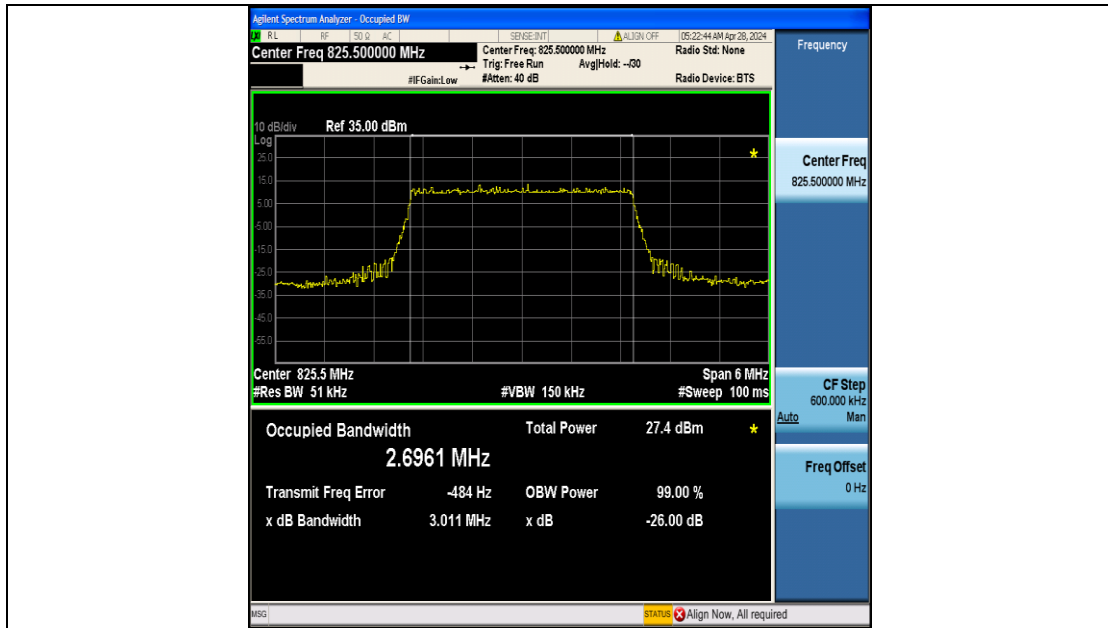 Agilent Spectrum Analyzer - Occupied BW
RL RF 50 Ω AC SENSE:INT ALIGN OFF 05:22:44 AM Apr 28, 2024
Center Freq 825.500000 MHz
Center Freq: 825.500000 MHz Radio Std: None
Trig: Free Run Avg|Hold: --/30
#IFGain:Low #Atten: 40 dB Radio Device: BTS
10 dB/div Ref 35.00 dBm
Log
25.0
15.0
5.00
-5.00
-15.0
-25.0
-35.0
-45.0
-55.0
Center 825.5 MHz Span 6 MHz
#Res BW 51 kHz #VBW 150 kHz #Sweep 100 ms
Occupied Bandwidth Total Power 27.4 dBm
2.6961 MHz
Transmit Freq Error -484 Hz OBW Power 99.00 %
x dB Bandwidth 3.011 MHz x dB -26.00 dB
Frequency
Center Freq
825.500000 MHz
CF Step
600.000 kHz
Auto Man
Freq Offset
0 Hz
MSG STATUS Align Now, All required